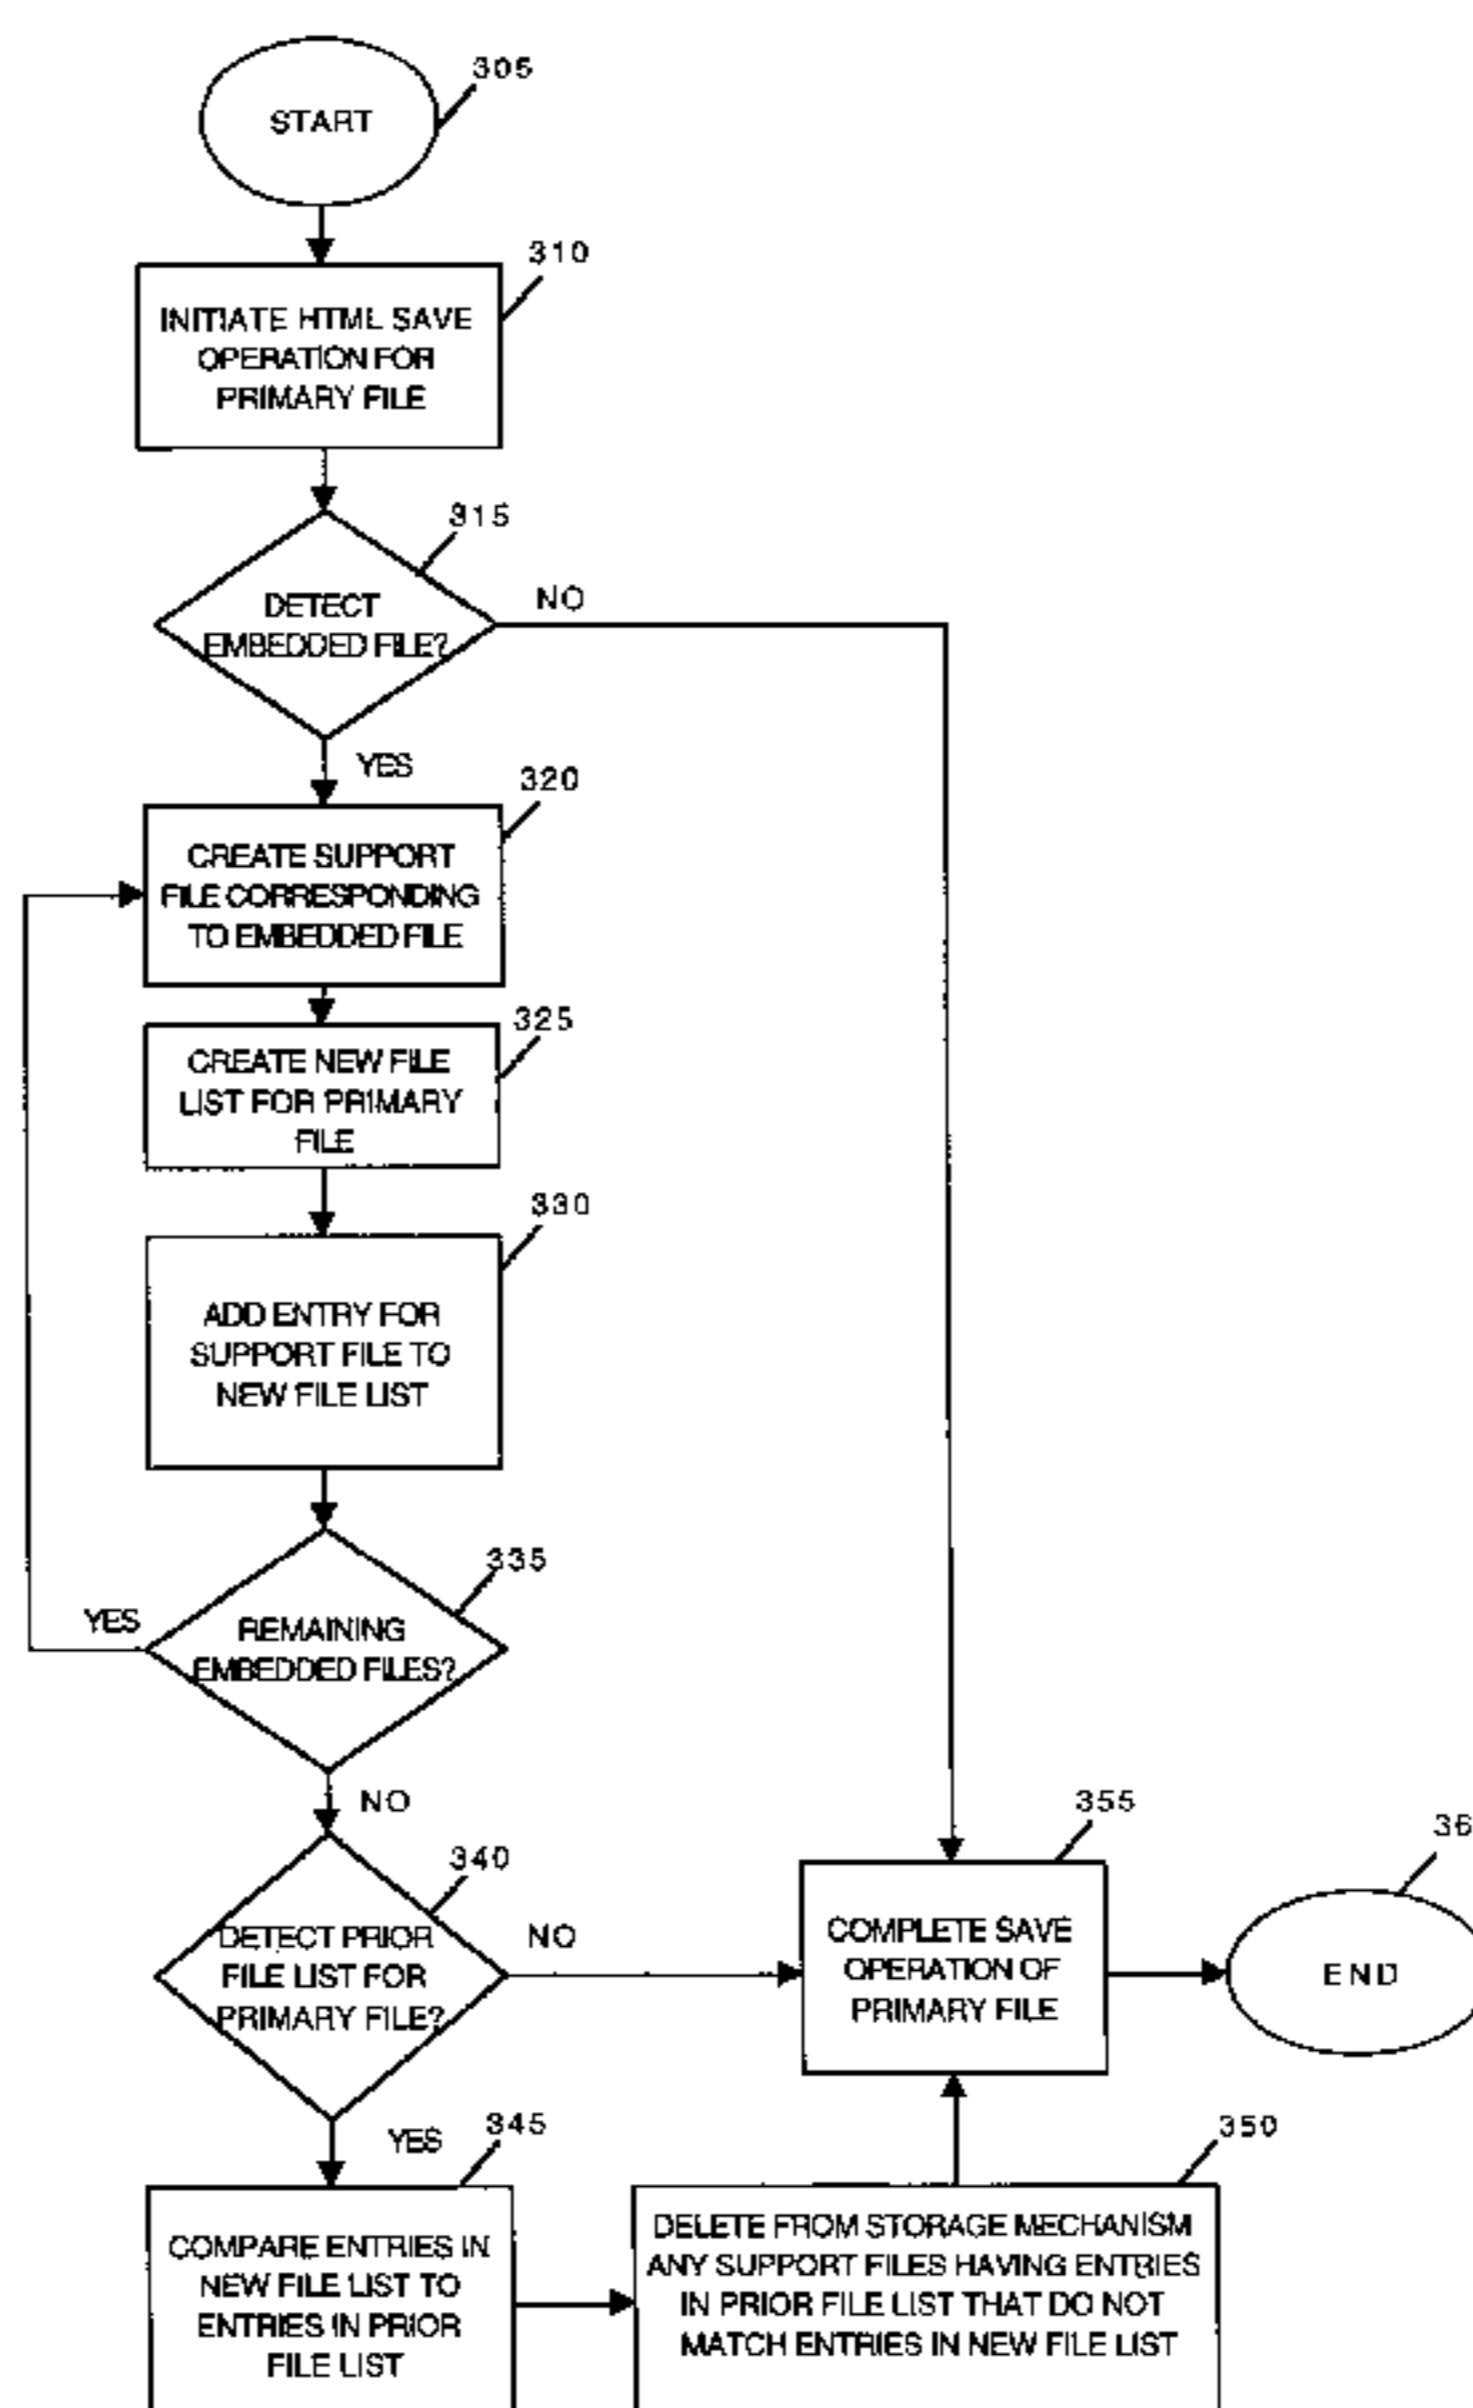 305
START
310
INITIATE HTML SAVE
OPERATION FOR
PRIMARY FILE
315
DETECT
EMBEDDED FILE?
NO
YES
320
CREATE SUPPORT
FILE CORRESPONDING
TO EMBEDDED FILE
325
CREATE NEW FILE
LIST FOR PRIMARY
FILE
330
ADD ENTRY FOR
SUPPORT FILE TO
NEW FILE LIST
335
REMAINING
EMBEDDED FILES?
YES
NO
340
DETECT PRIOR
FILE LIST FOR
PRIMARY FILE?
NO
355
COMPLETE SAVE
OPERATION OF
PRIMARY FILE
36
END
YES
345
COMPARE ENTRIES IN
NEW FILE LIST TO
ENTRIES IN PRIOR
FILE LIST
350
DELETE FROM STORAGE MECHANISM
ANY SUPPORT FILES HAVING ENTRIES
IN PRIOR FILE LIST THAT DO NOT
MATCH ENTRIES IN NEW FILE LIST